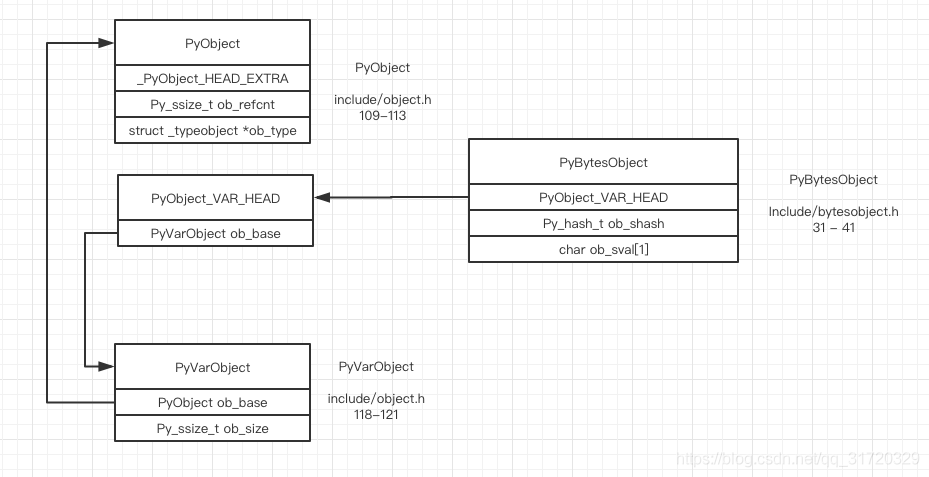 PyObject
_PyObject_HEAD_EXTRA
Py_ssize_t ob_refcnt
struct _typeobject *ob_type
PyObject
include/object.h
109-113
PyObject_VAR_HEAD
PyVarObject ob_base
PyBytesObject
PyObject_VAR_HEAD
Py_hash_t ob_shash
char ob_sval[1]
PyBytesObject
Include/bytesobject.h
31 - 41
PyVarObject
PyObject ob_base
Py_ssize_t ob_size
PyVarObject
include/object.h
118-121
https://blog.csdn.net/qq_31720329